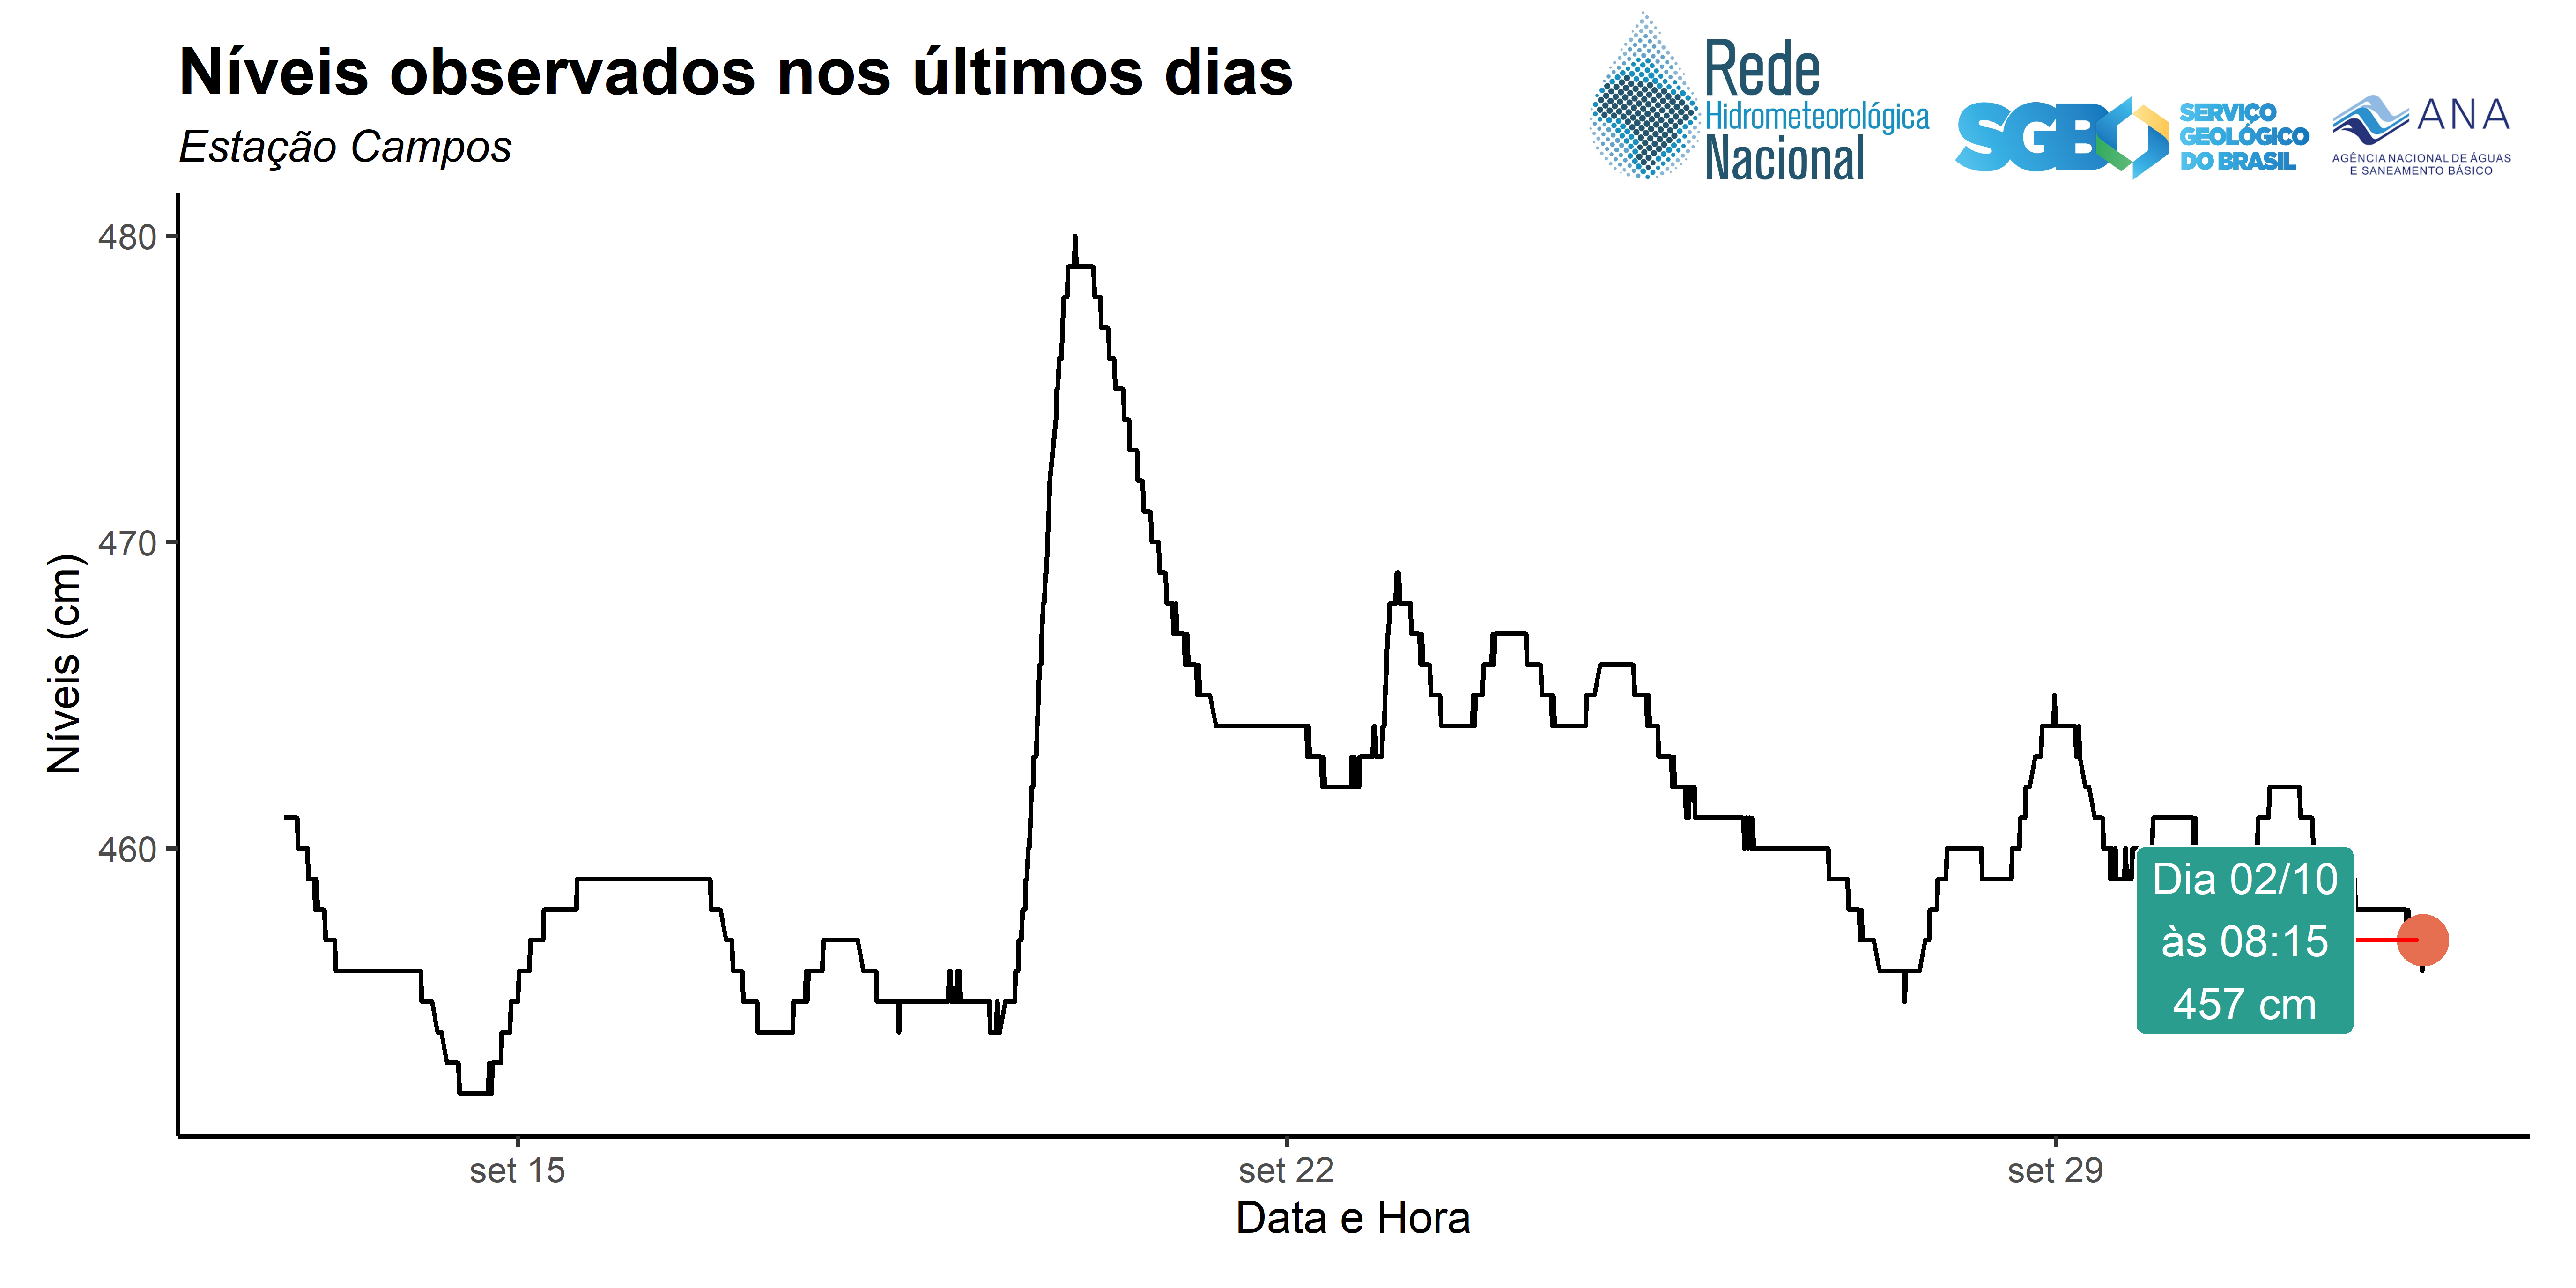 Níveis observados nos últimos dias
Estação Campos
Rede
Hidrometeorológica
Nacional
SGB
SERVIÇO
GEOLÓGICO
DO BRASIL
ANA
AGÊNCIA NACIONAL DE ÁGUAS
E SANEAMENTO BÁSICO
480
470
460
Níveis (cm)
Dia 02/10
às 08:15
457 cm
set 15
set 22
set 29
Data e Hora